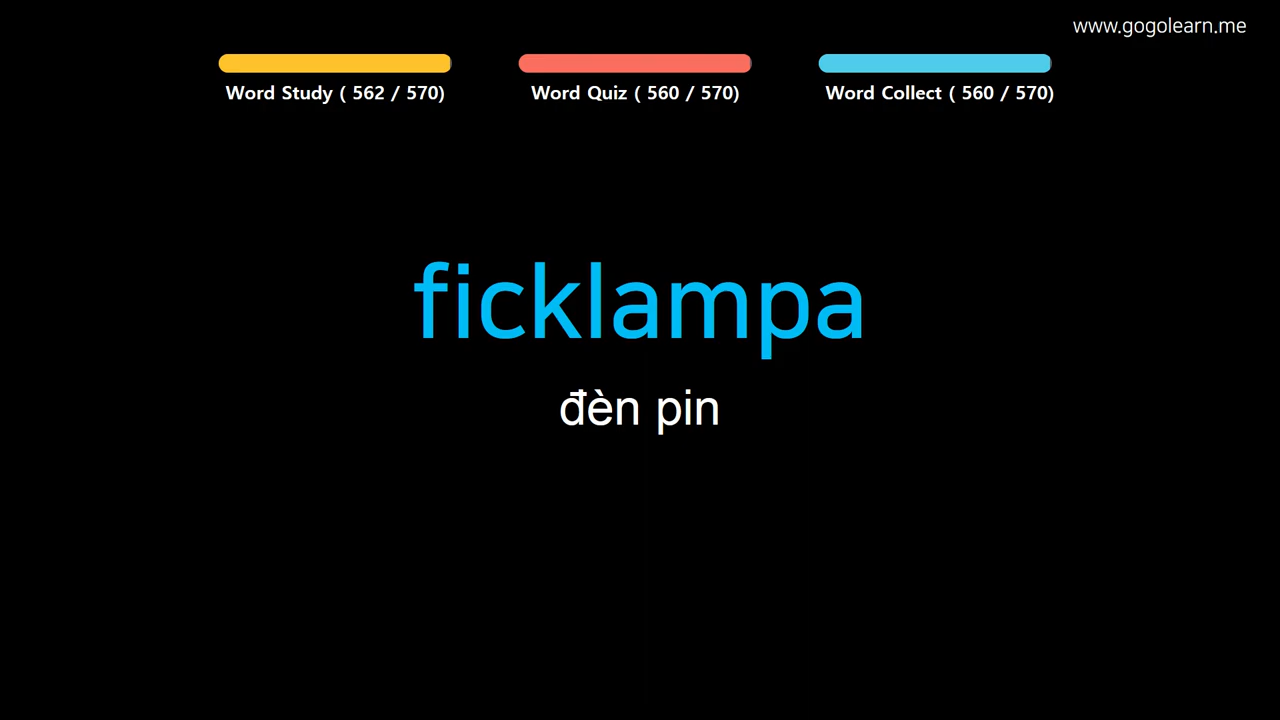 www.gogolearn.me
Word Study ( 562 / 570)
Word Quiz ( 560 / 570)
Word Collect ( 560 / 570)
ficklampa
đèn pin